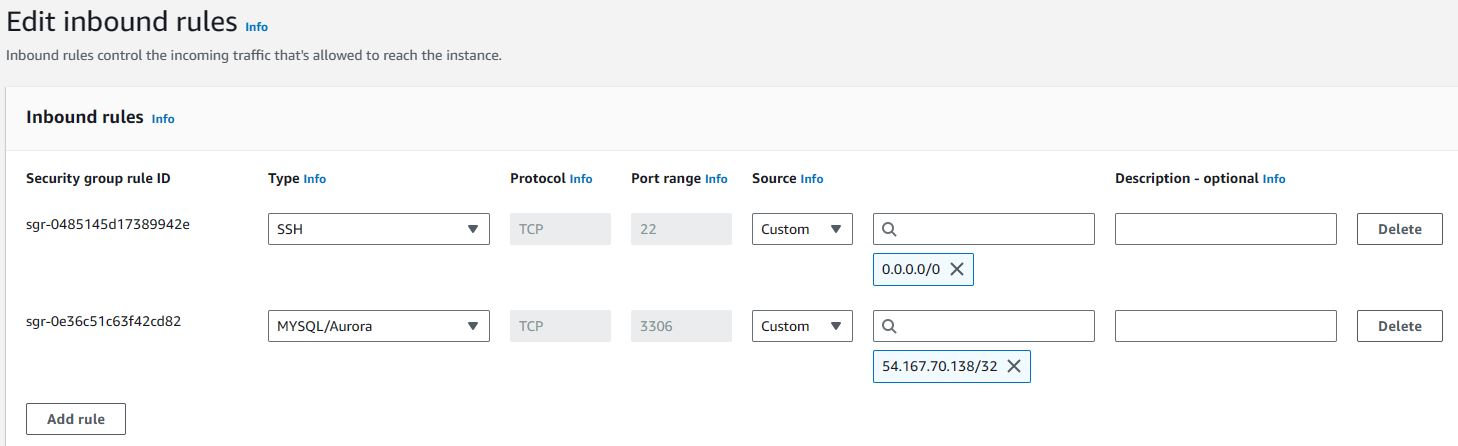 Edit inbound rules Info
Inbound rules control the incoming traffic that's allowed to reach the instance.
Inbound rules Info
Security group rule ID Type Info Protocol Info Port range Info Source Info Description - optional Info
sgr-0485145d17389942e SSH TCP 22 Custom Delete
0.0.0.0/0
sgr-0e36c51c63f42cd82 MYSQL/Aurora TCP 3306 Custom Delete
54.167.70.138/32
Add rule